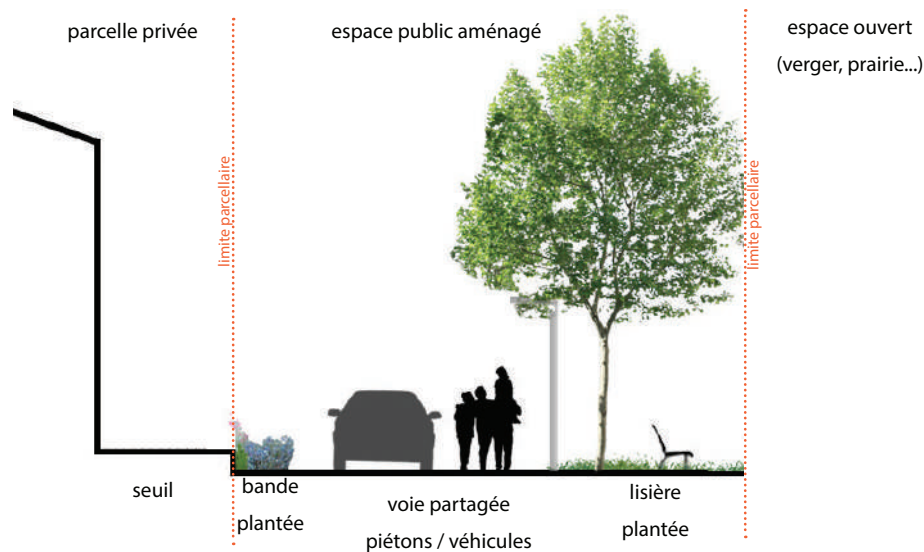 parcelle privée
espace public aménagé
espace ouvert
(verger, prairie...)
limite parcellaire
limite parcellaire
seuil
bande
plantée
voie partagée
piétons / véhicules
lisière
plantée